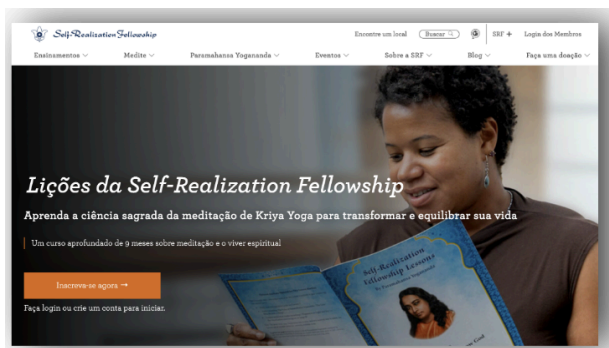 Self-Realization Fellowship
Encontre um local
Buscar
SRF +
Login dos Membros
Ensinamentos
Medite
Paramahansa Yogananda
Eventos
Sobre a SRF
Blog
Faça uma doação
Lições da Self-Realization Fellowship
Aprenda a ciência sagrada da meditação de Kriya Yoga para transformar e equilibrar sua vida
Um curso aprofundado de 9 meses sobre meditação e o viver espiritual
Inscreva-se agora →
Faça login ou crie um conta para iniciar.
Self-Realization
Fellowship Lessons